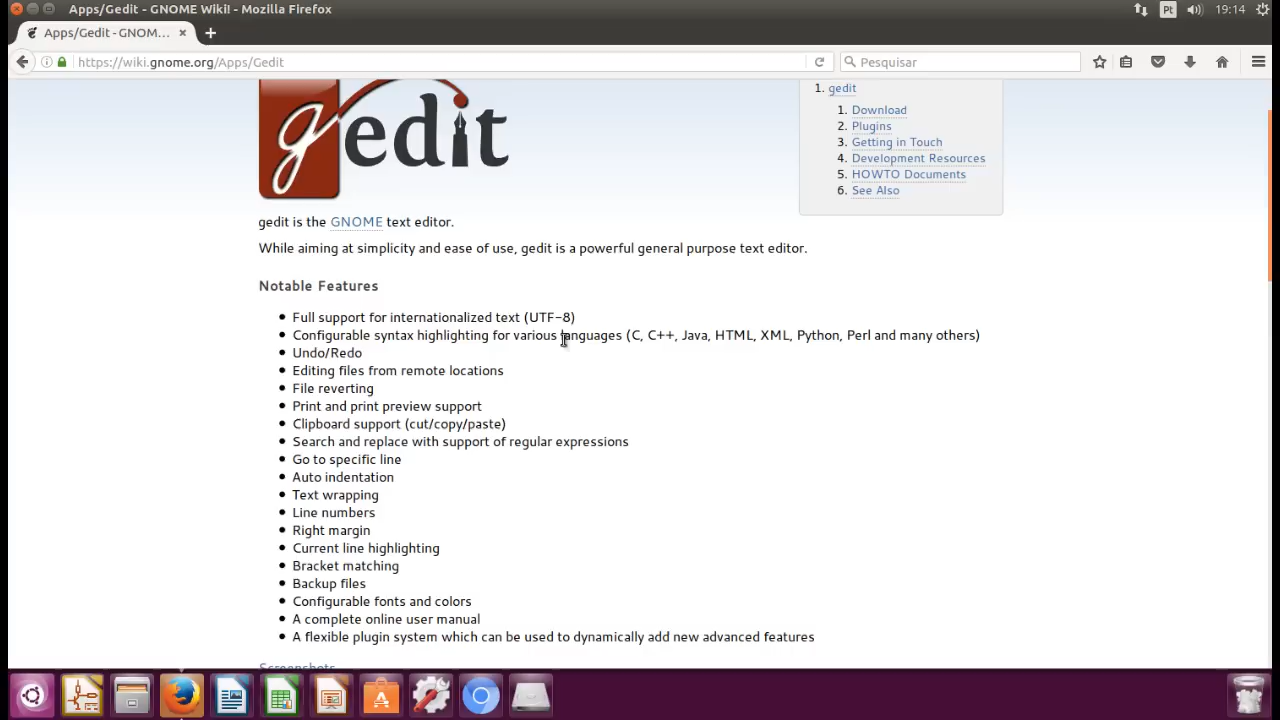 Apps/Gedit - GNOME Wiki! - Mozilla Firefox
Pt
19:14
Apps/Gedit - GNOM...
https://wiki.gnome.org/Apps/Gedit
Pesquisar
gedit
1. gedit
1. Download
2. Plugins
3. Getting in Touch
4. Development Resources
5. HOWTO Documents
6. See Also
gedit is the GNOME text editor.
While aiming at simplicity and ease of use, gedit is a powerful general purpose text editor.
Notable Features
Full support for internationalized text (UTF-8)
Configurable syntax highlighting for various languages (C, C++, Java, HTML, XML, Python, Perl and many others)
Undo/Redo
Editing files from remote locations
File reverting
Print and print preview support
Clipboard support (cut/copy/paste)
Search and replace with support of regular expressions
Go to specific line
Auto indentation
Text wrapping
Line numbers
Right margin
Current line highlighting
Bracket matching
Backup files
Configurable fonts and colors
A complete online user manual
A flexible plugin system which can be used to dynamically add new advanced features
Screenshots